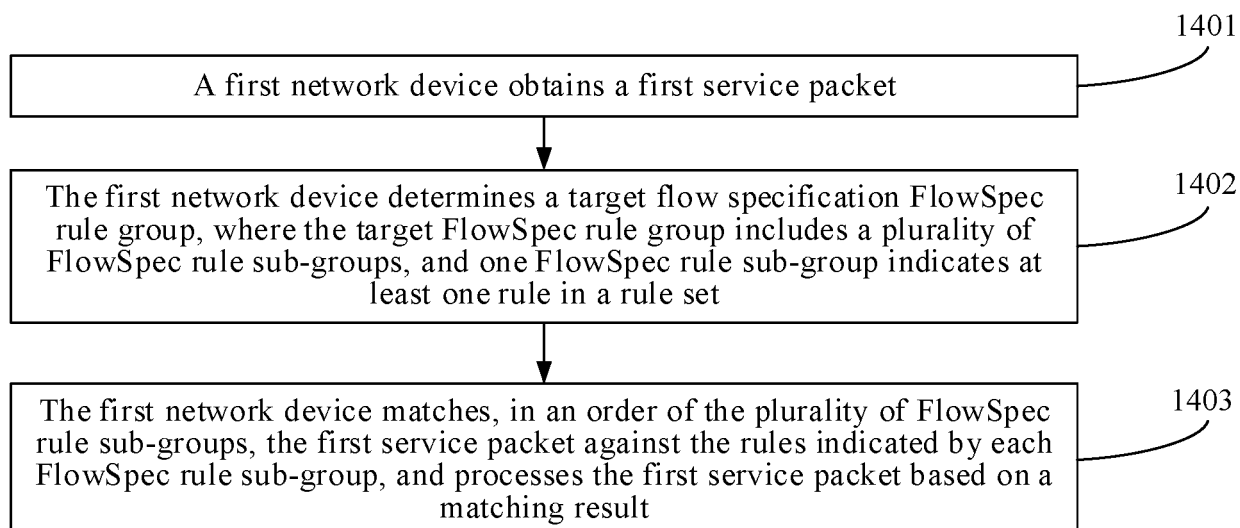 1401
A first network device obtains a first service packet
1402
The first network device determines a target flow specification FlowSpec
rule group, where the target FlowSpec rule group includes a plurality of
FlowSpec rule sub-groups, and one FlowSpec rule sub-group indicates at
least one rule in a rule set
1403
The first network device matches, in an order of the plurality of FlowSpec
rule sub-groups, the first service packet against the rules indicated by each
FlowSpec rule sub-group, and processes the first service packet based on a
matching result